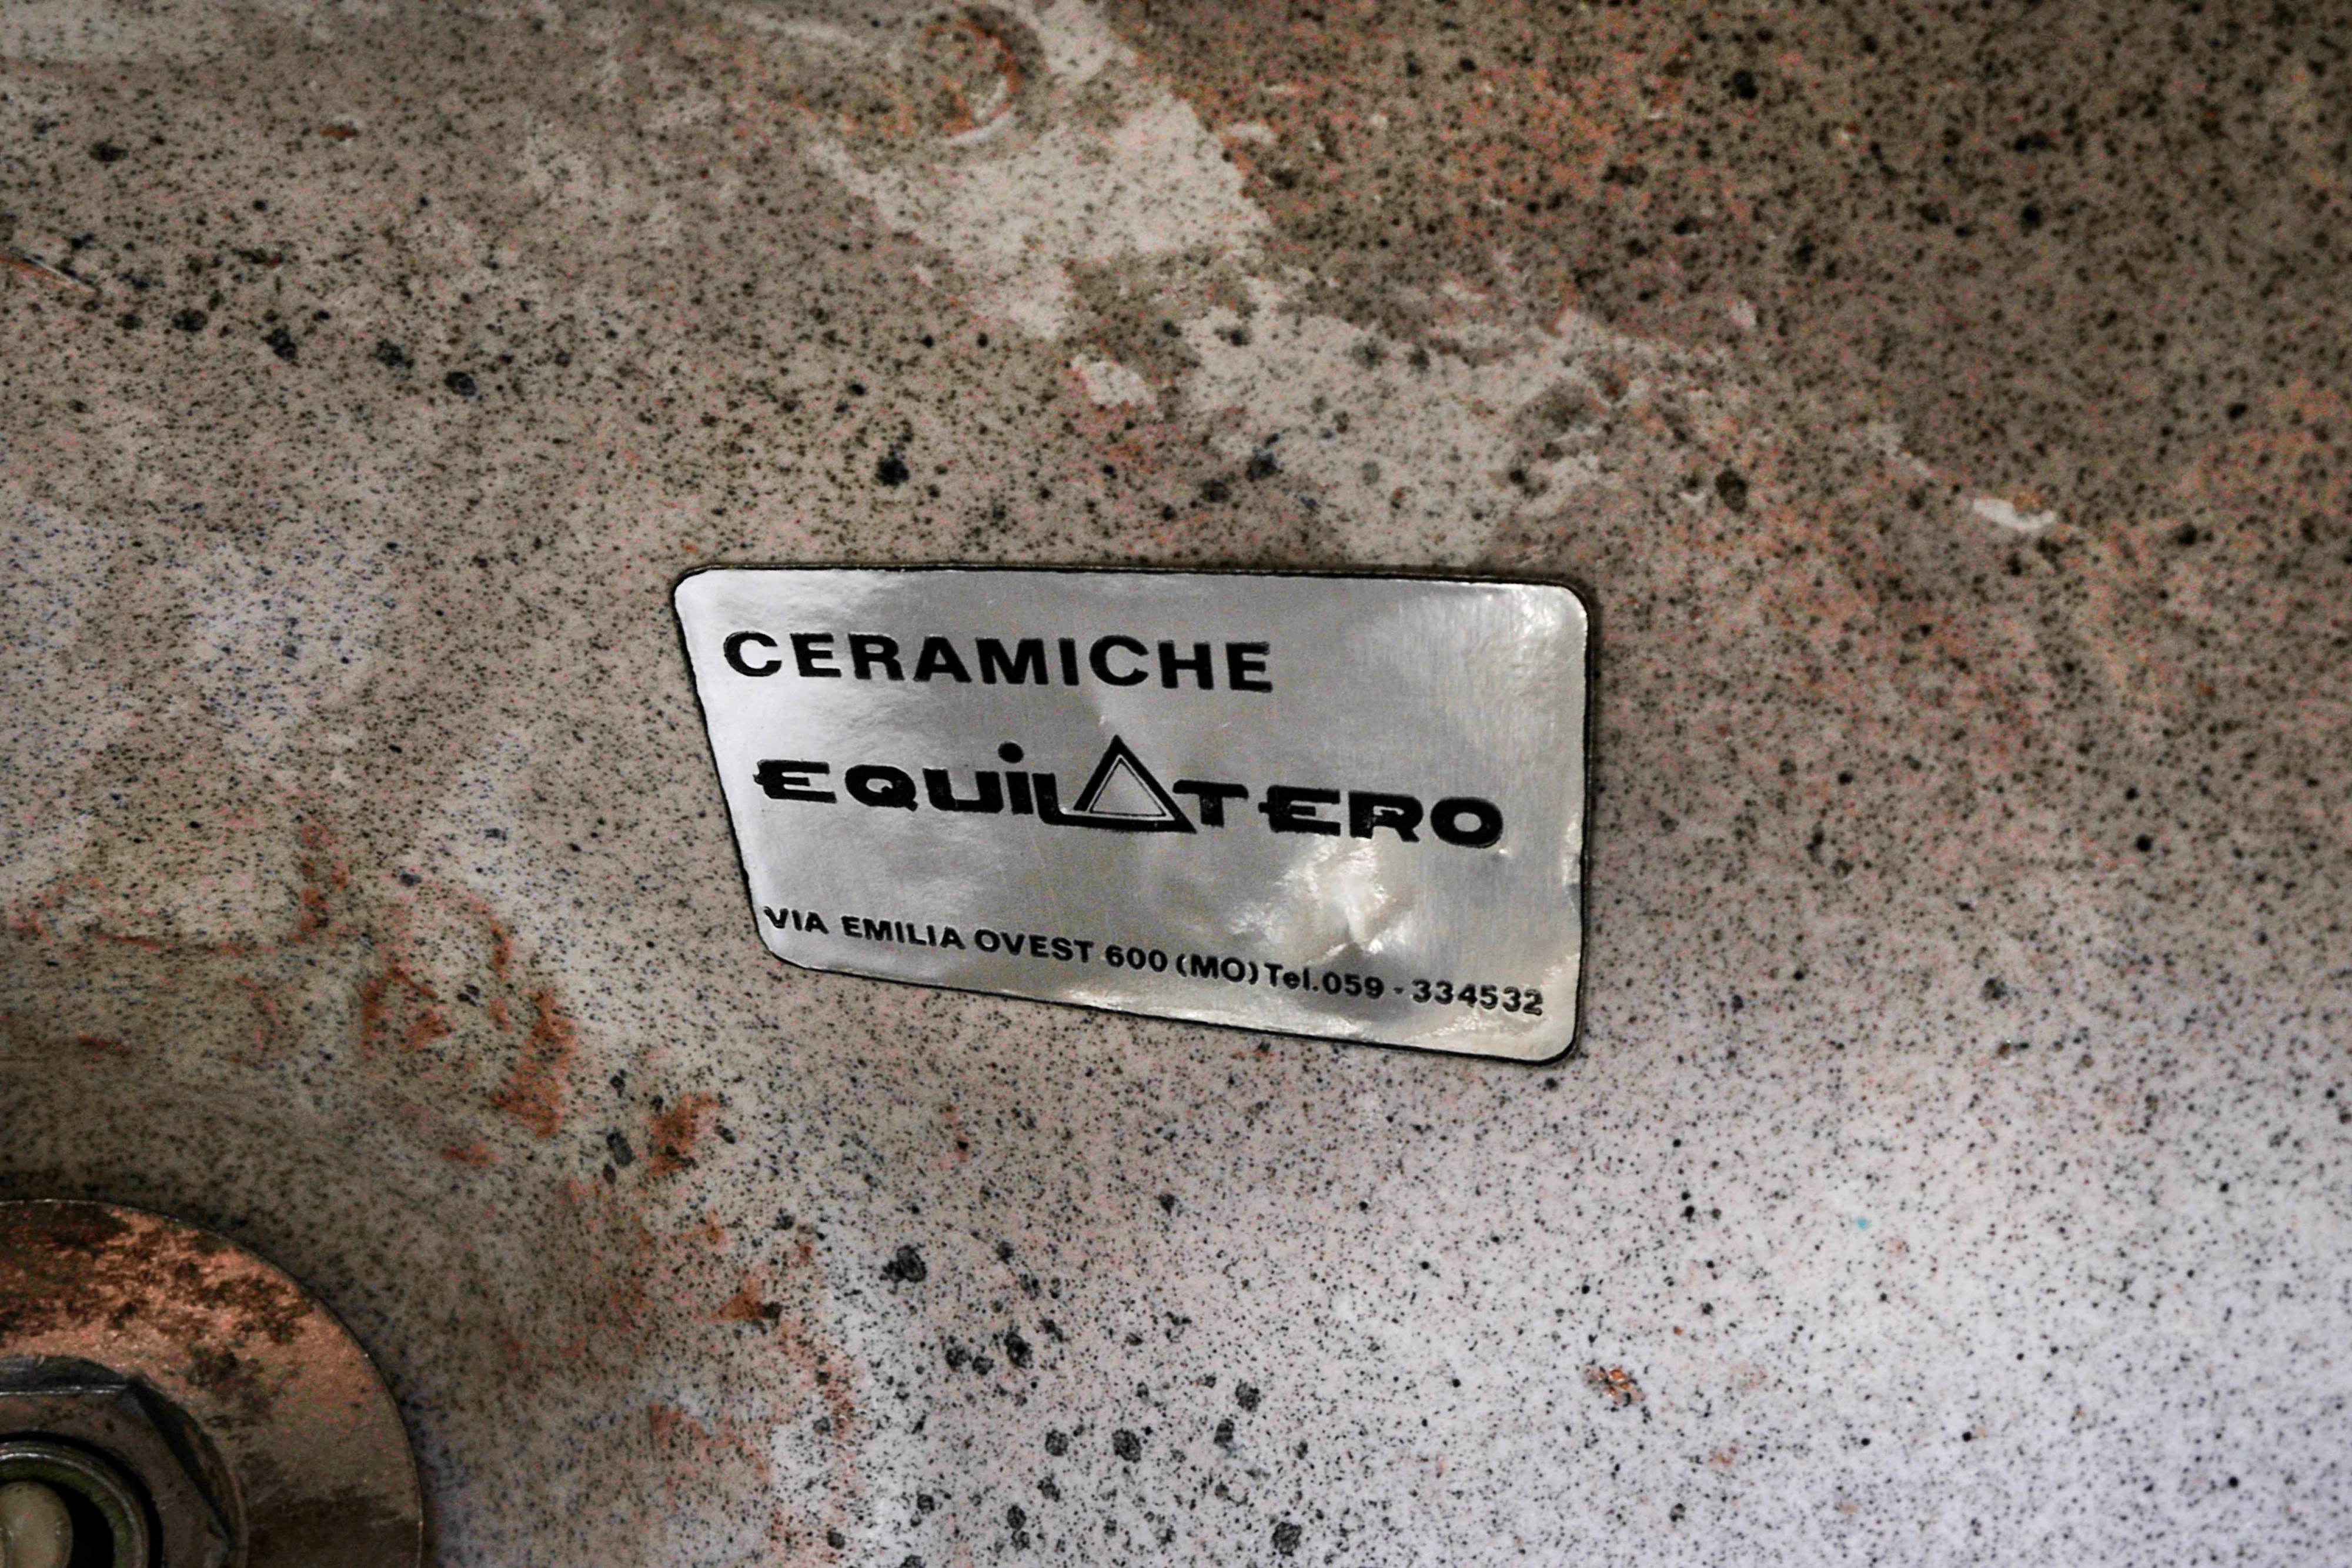 CERAMICHE
EQUILATERO
VIA EMILIA OVEST 600 (MO) Tel. 059 - 334532